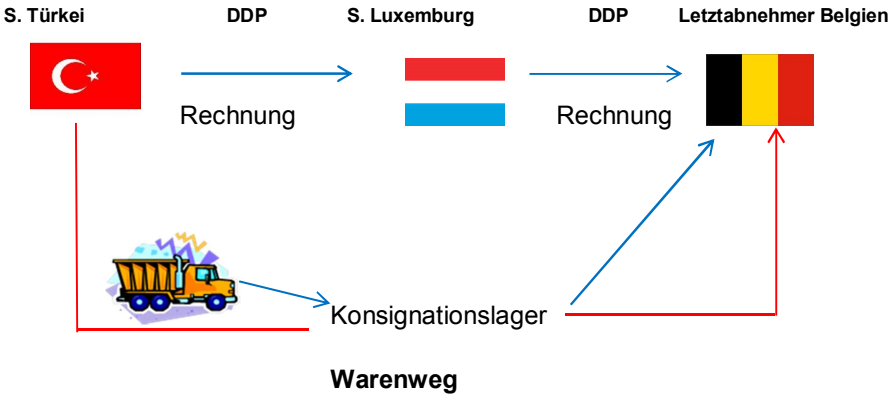 S. Türkei DDP S. Luxemburg DDP Letztabnehmer Belgien
Rechnung Rechnung
Konsignationslager
Warenweg